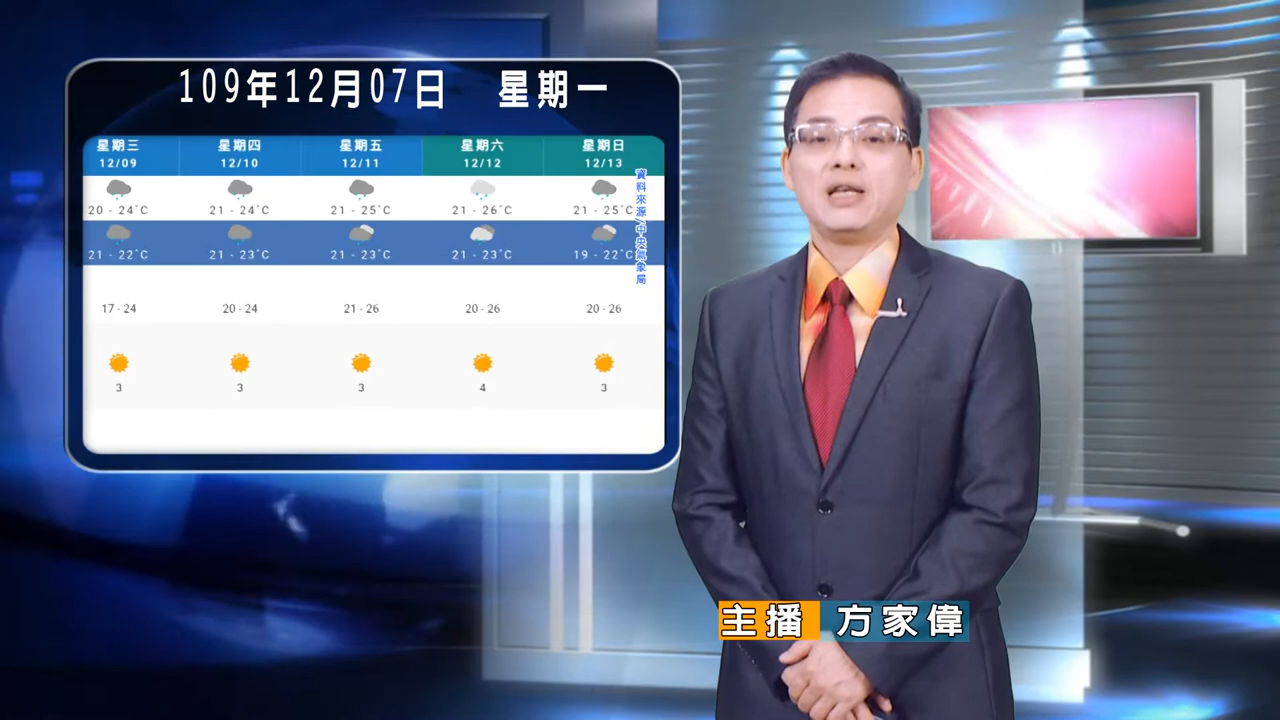 109年12月07日 星期一
星期三 星期四 星期五 星期六 星期日
12/09 12/10 12/11 12/12 12/13
20 - 24°C 21 - 24°C 21 - 25°C 21 - 26°C 21 - 25°C
21 - 22°C 21 - 23°C 21 - 23°C 21 - 23°C 19 - 22°C
資料來源/中央氣象局
17 - 24 20 - 24 21 - 26 20 - 26 20 - 26
3 3 3 4 3
主播 方家偉